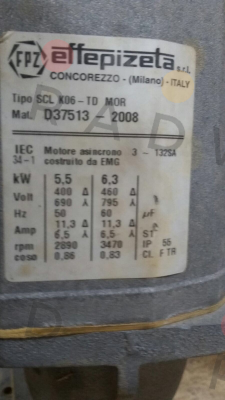 FPZ effepizeta s.r.l.
CONCOREZZO - (Milano) - ITALY
Tipo SCL K06-TD MOR
Mat. D37513 - 2008
IEC 34-1 Motore asincrono 3 - 132SA
costruito da EMG
kW 5,5 6,3
Volt 400 Δ 460 Δ
690 Y 795 Y
Hz 50 60 µF
Amp 11,3 Δ 11,3 Δ
6,5 Y 6,5 Y S1
rpm 2890 3470 IP 55
cosφ 0,86 0,83 Cl. F TR